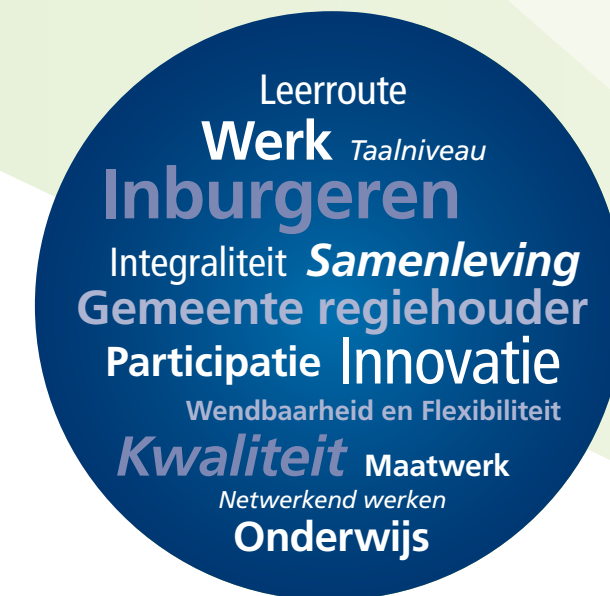 Leerroute
Werk Taalniveau
Inburgeren
Integraliteit Samenleving
Gemeente regiehouder
Participatie Innovatie
Wendbaarheid en Flexibiliteit
Kwaliteit Maatwerk
Netwerkend werken
Onderwijs